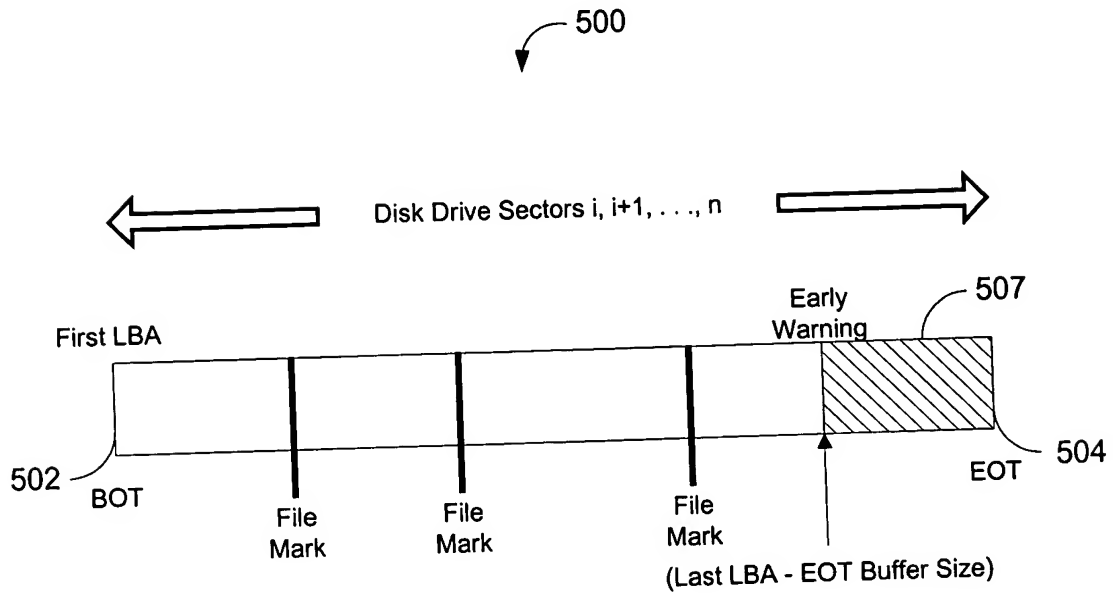 500
Disk Drive Sectors i, i+1, . . ., n
507
Early
Warning
First LBA
502
BOT
504
EOT
File
Mark
File
Mark
File
Mark
(Last LBA - EOT Buffer Size)